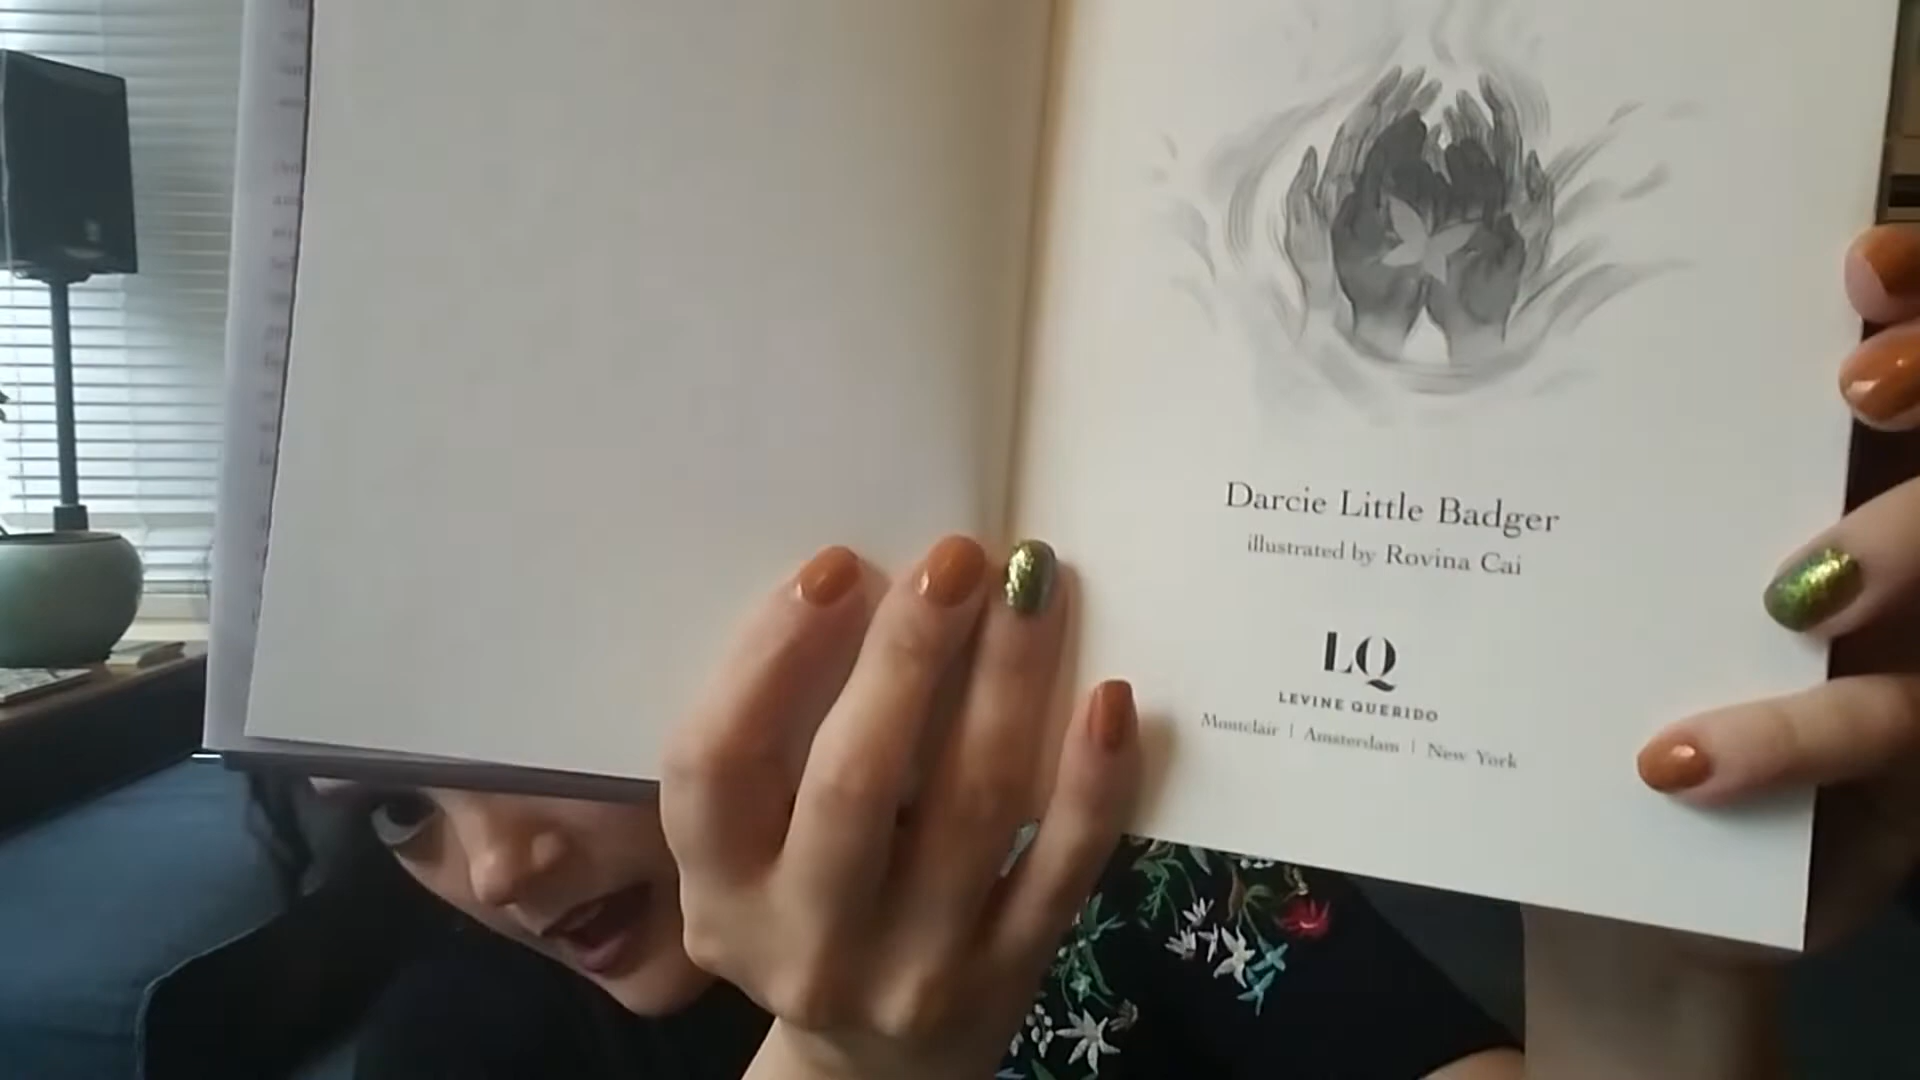 Darcie Little Badger
illustrated by Rovina Cai
LQ
LEVINE QUERIDO
Montclair | Amsterdam | New York